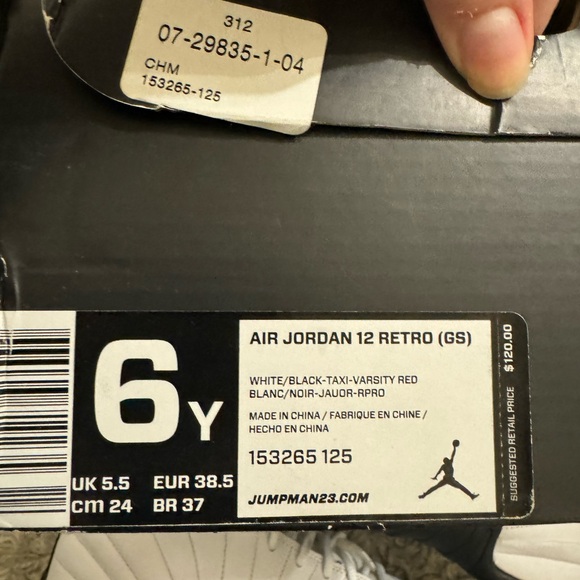 312
07-29835-1-04
CHM
153265-125
6Y
UK 5.5 EUR 38.5
cm 24 BR 37
AIR JORDAN 12 RETRO (GS)
WHITE/BLACK-TAXI-VARSITY RED
BLANC/NOIR-JAUOR-RPRO
MADE IN CHINA / FABRIQUE EN CHINE /
HECHO EN CHINA
153265 125
JUMPMAN23.COM
SUGGESTED RETAIL PRICE $120.00